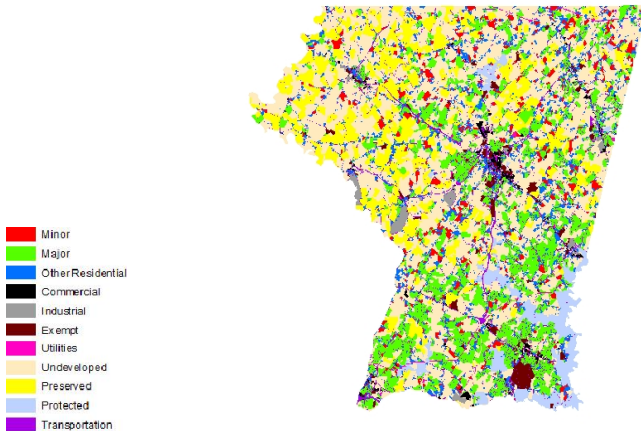 Minor
Major
Other Residential
Commercial
Industrial
Exempt
Utilities
Undeveloped
Preserved
Protected
Transportation